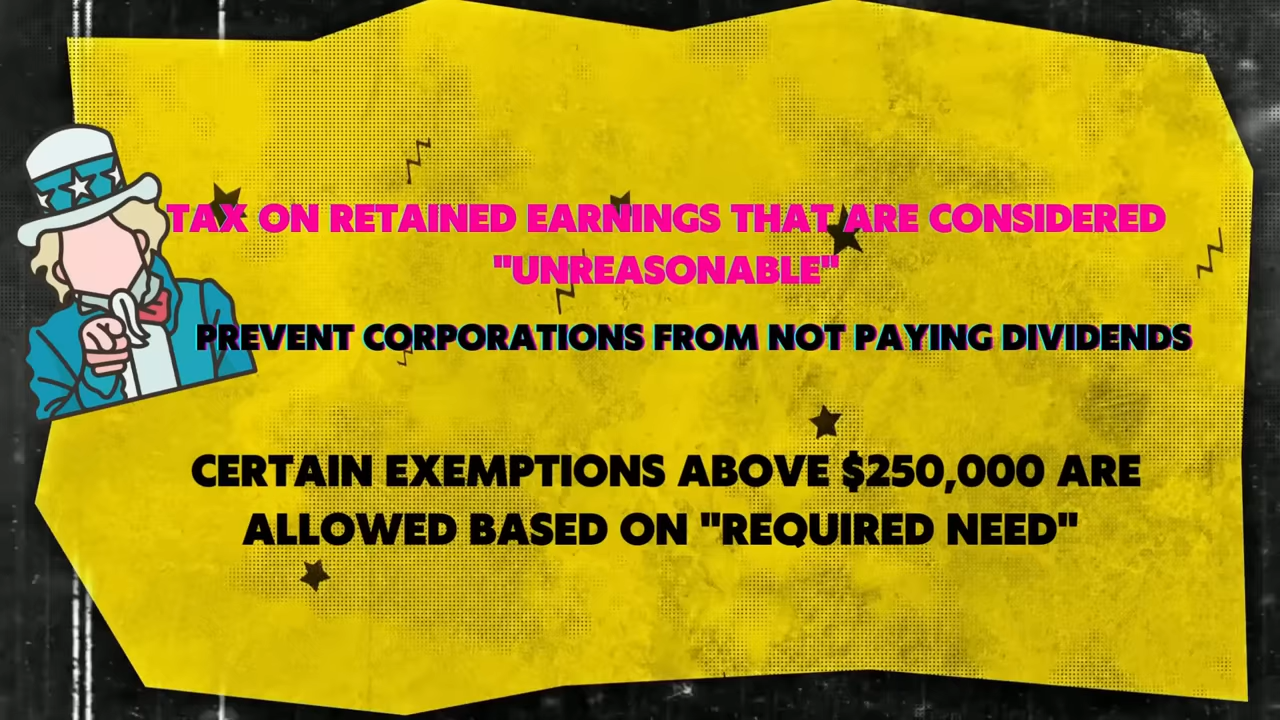 TAX ON RETAINED EARNINGS THAT ARE CONSIDERED
"UNREASONABLE"
PREVENT CORPORATIONS FROM NOT PAYING DIVIDENDS
CERTAIN EXEMPTIONS ABOVE $250,000 ARE
ALLOWED BASED ON "REQUIRED NEED"